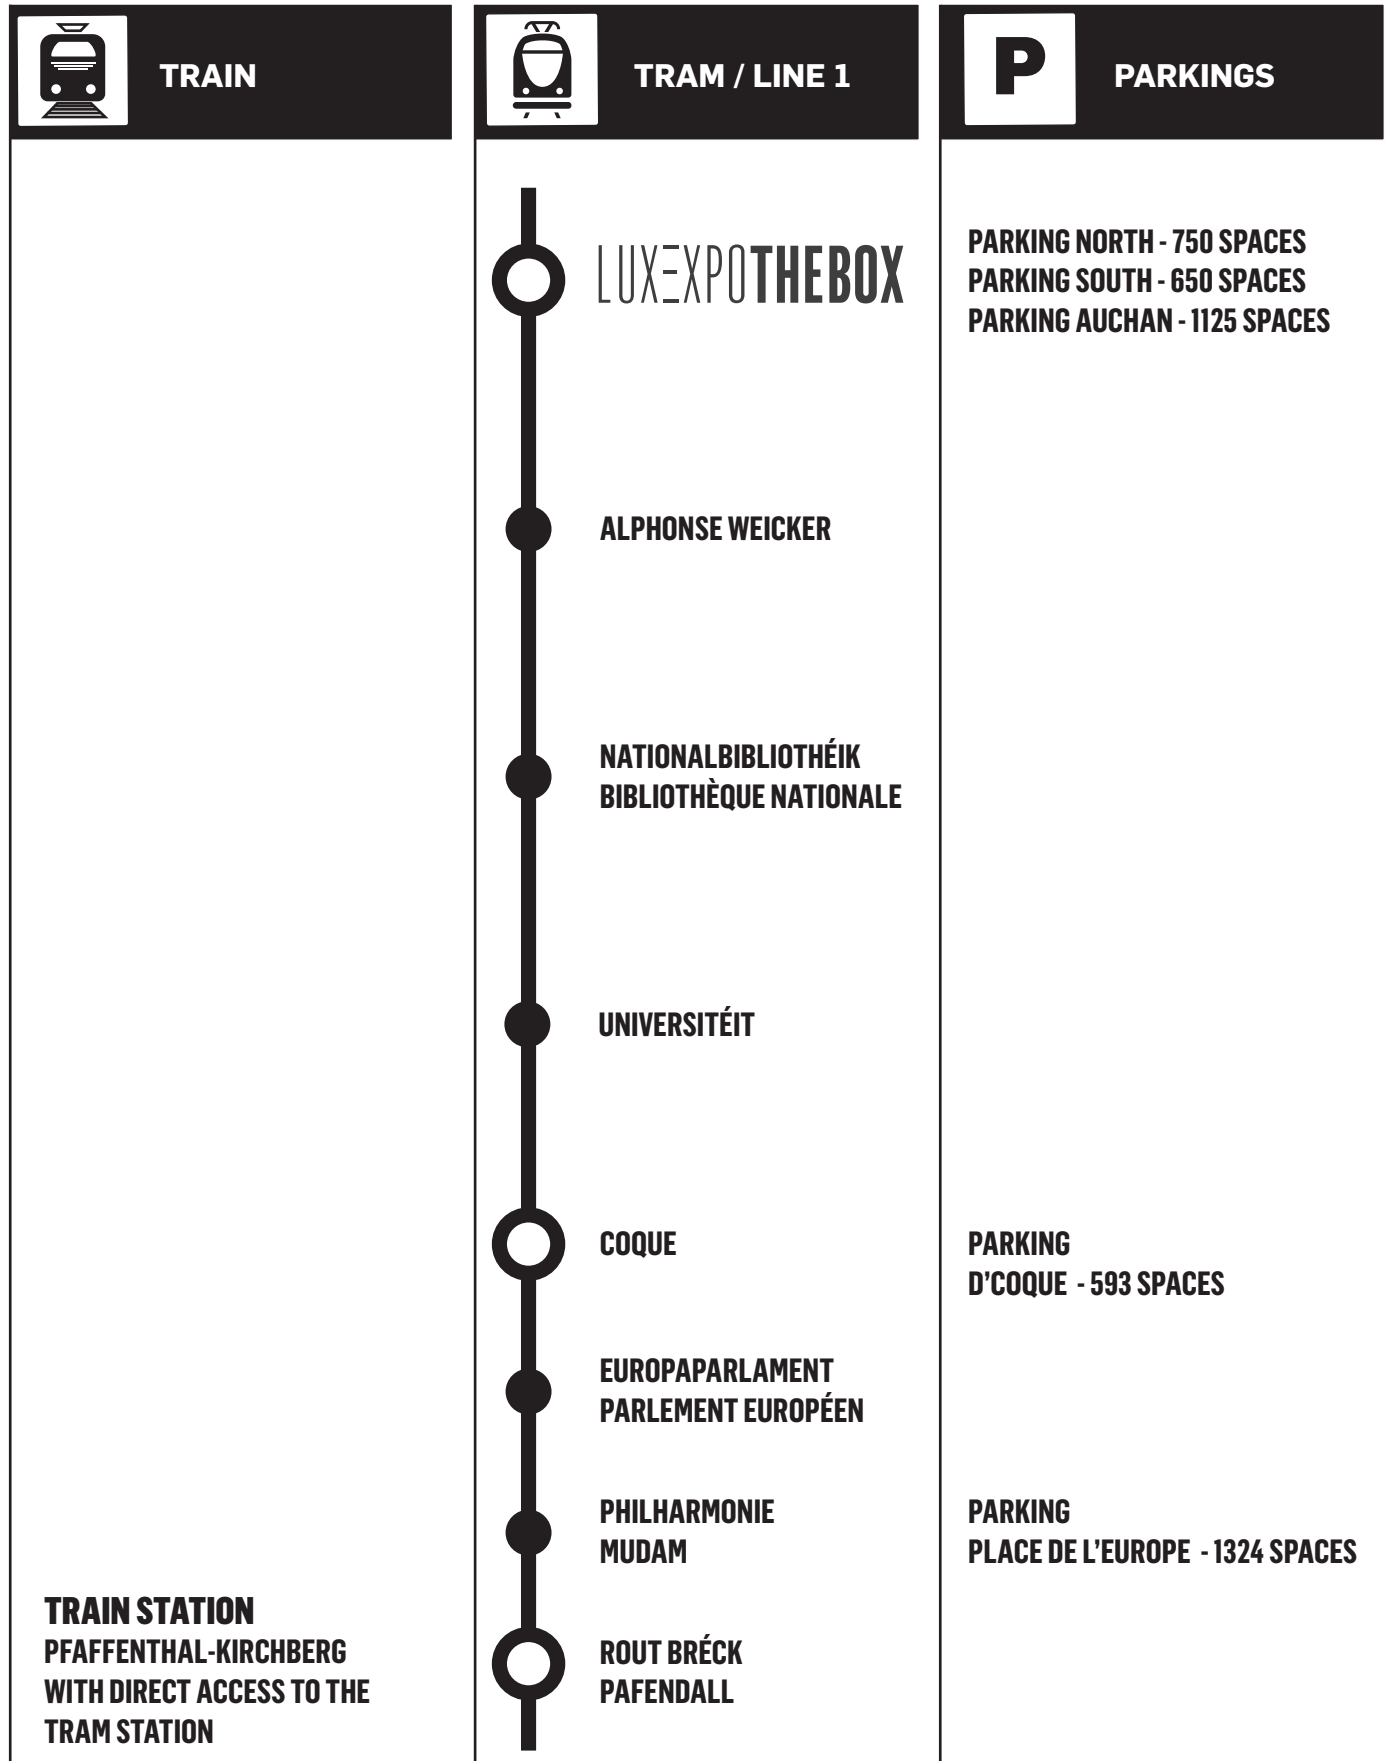 TRAIN
TRAM / LINE 1
P
PARKINGS
LUXEXPOTHEBOX
PARKING NORTH - 750 SPACES
PARKING SOUTH - 650 SPACES
PARKING AUCHAN - 1125 SPACES
ALPHONSE WEICKER
NATIONALBIBLIOTHÉIK
BIBLIOTHÈQUE NATIONALE
UNIVERSITÉIT
COQUE
PARKING
D'COQUE - 593 SPACES
EUROPAPARLAMENT
PARLEMENT EUROPÉEN
PHILHARMONIE
MUDAM
PARKING
PLACE DE L'EUROPE - 1324 SPACES
TRAIN STATION
PFAFFENTHAL-KIRCHBERG
WITH DIRECT ACCESS TO THE
TRAM STATION
ROUT BRÉCK
PAFENDALL